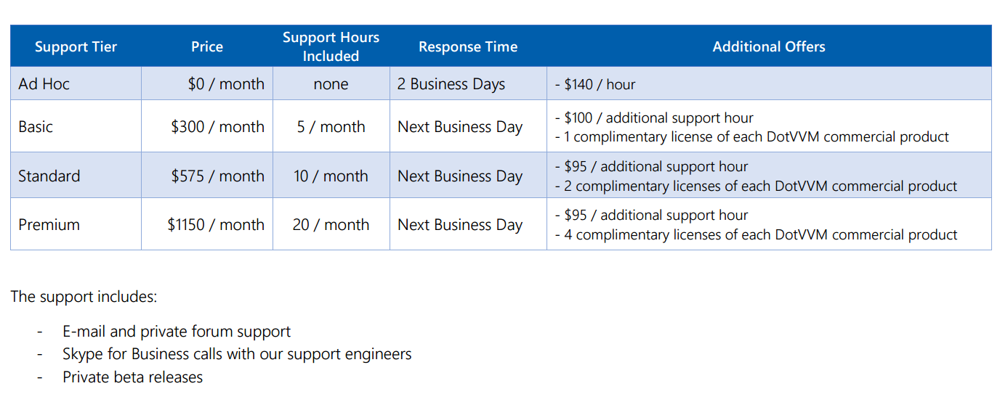 Support Tier Price Support Hours Included Response Time Additional Offers
Ad Hoc $0 / month none 2 Business Days - $140 / hour
Basic $300 / month 5 / month Next Business Day - $100 / additional support hour
- 1 complimentary license of each DotVVM commercial product
Standard $575 / month 10 / month Next Business Day - $95 / additional support hour
- 2 complimentary licenses of each DotVVM commercial product
Premium $1150 / month 20 / month Next Business Day - $95 / additional support hour
- 4 complimentary licenses of each DotVVM commercial product
The support includes:
- E-mail and private forum support
- Skype for Business calls with our support engineers
- Private beta releases